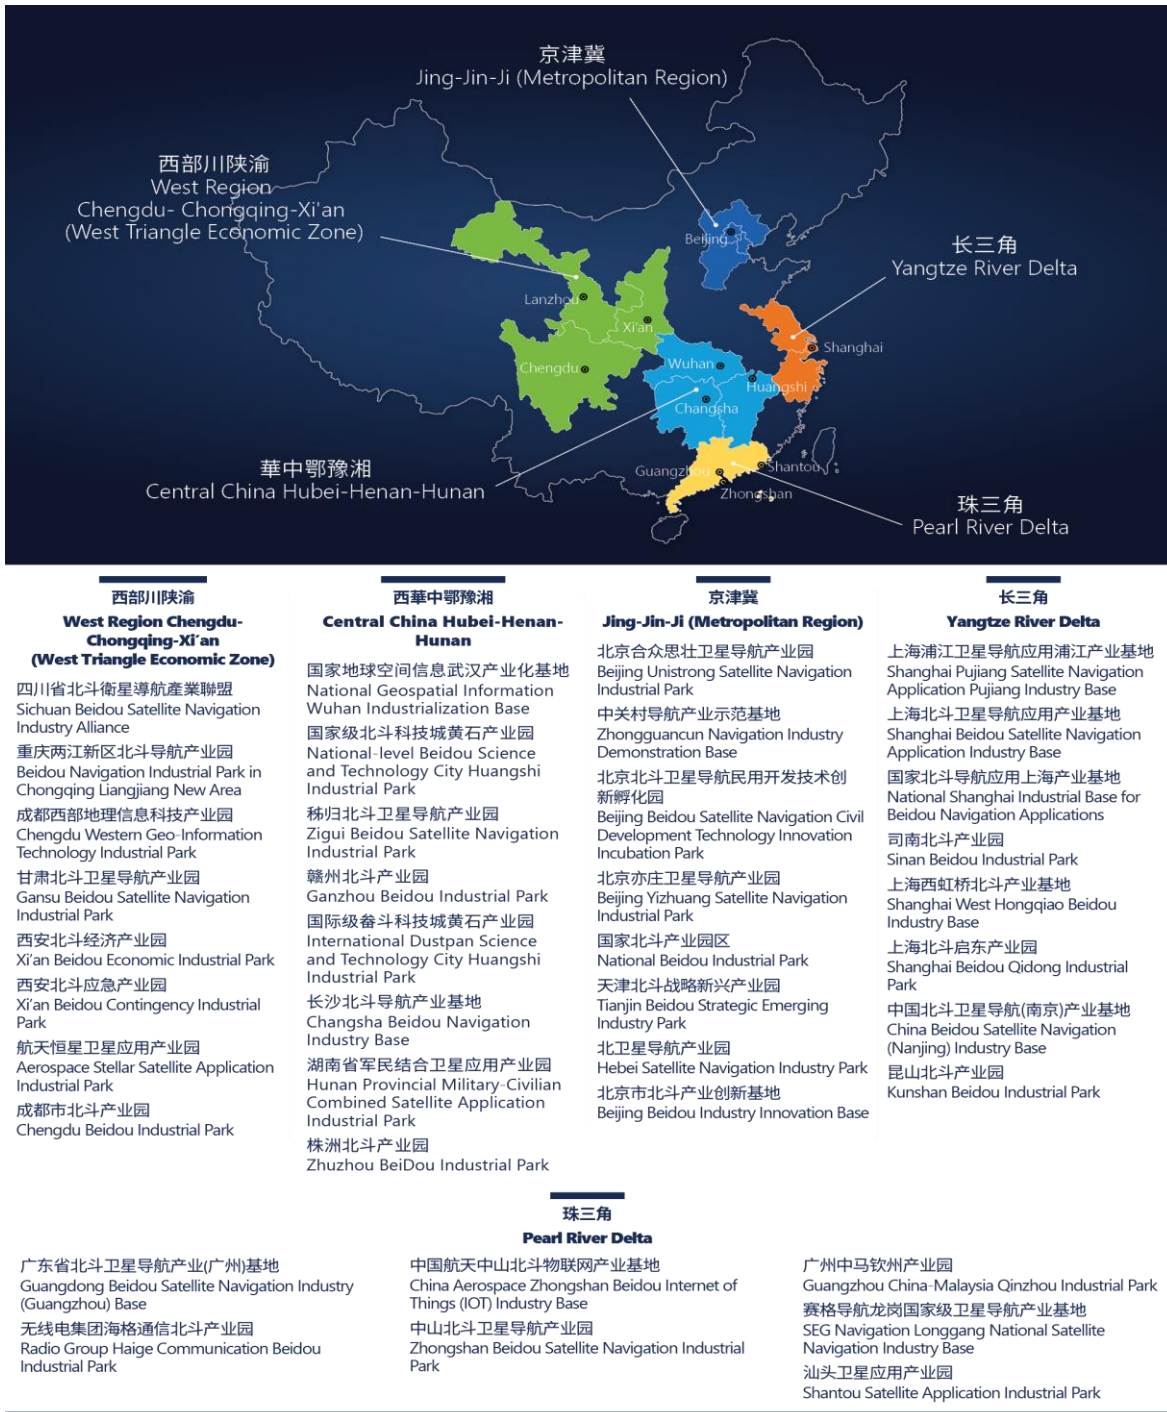 京津冀
Jing-Jin-Ji (Metropolitan Region)
西部川陕渝
West Region
Chengdu- Chongqing-Xi'an
(West Triangle Economic Zone)
长三角
Yangtze River Delta
Beijing
Lanzhou
Xi'an
Shanghai
Chengdu
Wuhan
Huangshi
Changsha
華中鄂豫湘
Central China Hubei-Henan-Hunan
Guangzhou
Shantou
Zhongshan
珠三角
Pearl River Delta
西部川陕渝
West Region Chengdu-
Chongqing-Xi'an
(West Triangle Economic Zone)
四川省北斗衛星導航產業聯盟
Sichuan Beidou Satellite Navigation
Industry Alliance
重庆两江新区北斗导航产业园
Beidou Navigation Industrial Park in
Chongqing Liangjiang New Area
成都西部地理信息科技产业园
Chengdu Western Geo-Information
Technology Industrial Park
甘肃北斗卫星导航产业园
Gansu Beidou Satellite Navigation
Industrial Park
西安北斗经济产业园
Xi'an Beidou Economic Industrial Park
西安北斗应急产业园
Xi'an Beidou Contingency Industrial
Park
航天恒星卫星应用产业园
Aerospace Stellar Satellite Application
Industrial Park
成都市北斗产业园
Chengdu Beidou Industrial Park
西華中鄂豫湘
Central China Hubei-Henan-
Hunan
国家地球空间信息武汉产业化基地
National Geospatial Information
Wuhan Industrialization Base
国家级北斗科技城黄石产业园
National-level Beidou Science
and Technology City Huangshi
Industrial Park
秭归北斗卫星导航产业园
Zigui Beidou Satellite Navigation
Industrial Park
赣州北斗产业园
Ganzhou Beidou Industrial Park
国际级畚斗科技城黄石产业园
International Dustpan Science
and Technology City Huangshi
Industrial Park
长沙北斗导航产业基地
Changsha Beidou Navigation
Industry Base
湖南省军民结合卫星应用产业园
Hunan Provincial Military-Civilian
Combined Satellite Application
Industrial Park
株洲北斗产业园
Zhuzhou BeiDou Industrial Park
京津冀
Jing-Jin-Ji (Metropolitan Region)
北京合众思壮卫星导航产业园
Beijing Unistrong Satellite Navigation
Industrial Park
中关村导航产业示范基地
Zhongguancun Navigation Industry
Demonstration Base
北京北斗卫星导航民用开发技术创
新孵化园
Beijing Beidou Satellite Navigation Civil
Development Technology Innovation
Incubation Park
北京亦庄卫星导航产业园
Beijing Yizhuang Satellite Navigation
Industrial Park
国家北斗产业园区
National Beidou Industrial Park
天津北斗战略新兴产业园
Tianjin Beidou Strategic Emerging
Industry Park
北卫星导航产业园
Hebei Satellite Navigation Industry Park
北京市北斗产业创新基地
Beijing Beidou Industry Innovation Base
长三角
Yangtze River Delta
上海浦江卫星导航应用浦江产业基地
Shanghai Pujiang Satellite Navigation
Application Pujiang Industry Base
上海北斗卫星导航应用产业基地
Shanghai Beidou Satellite Navigation
Application Industry Base
国家北斗导航应用上海产业基地
National Shanghai Industrial Base for
Beidou Navigation Applications
司南北斗产业园
Sinan Beidou Industrial Park
上海西虹桥北斗产业基地
Shanghai West Hongqiao Beidou
Industry Base
上海北斗启东产业园
Shanghai Beidou Qidong Industrial
Park
中国北斗卫星导航(南京)产业基地
China Beidou Satellite Navigation
(Nanjing) Industry Base
昆山北斗产业园
Kunshan Beidou Industrial Park
珠三角
Pearl River Delta
广东省北斗卫星导航产业(广州)基地
Guangdong Beidou Satellite Navigation Industry
(Guangzhou) Base
无线电集团海格通信北斗产业园
Radio Group Haige Communication Beidou
Industrial Park
中国航天中山北斗物联网产业基地
China Aerospace Zhongshan Beidou Internet of
Things (IOT) Industry Base
中山北斗卫星导航产业园
Zhongshan Beidou Satellite Navigation Industrial
Park
广州中马钦州产业园
Guangzhou China-Malaysia Qinzhou Industrial Park
赛格导航龙岗国家级卫星导航产业基地
SEG Navigation Longgang National Satellite
Navigation Industry Base
汕头卫星应用产业园
Shantou Satellite Application Industrial Park